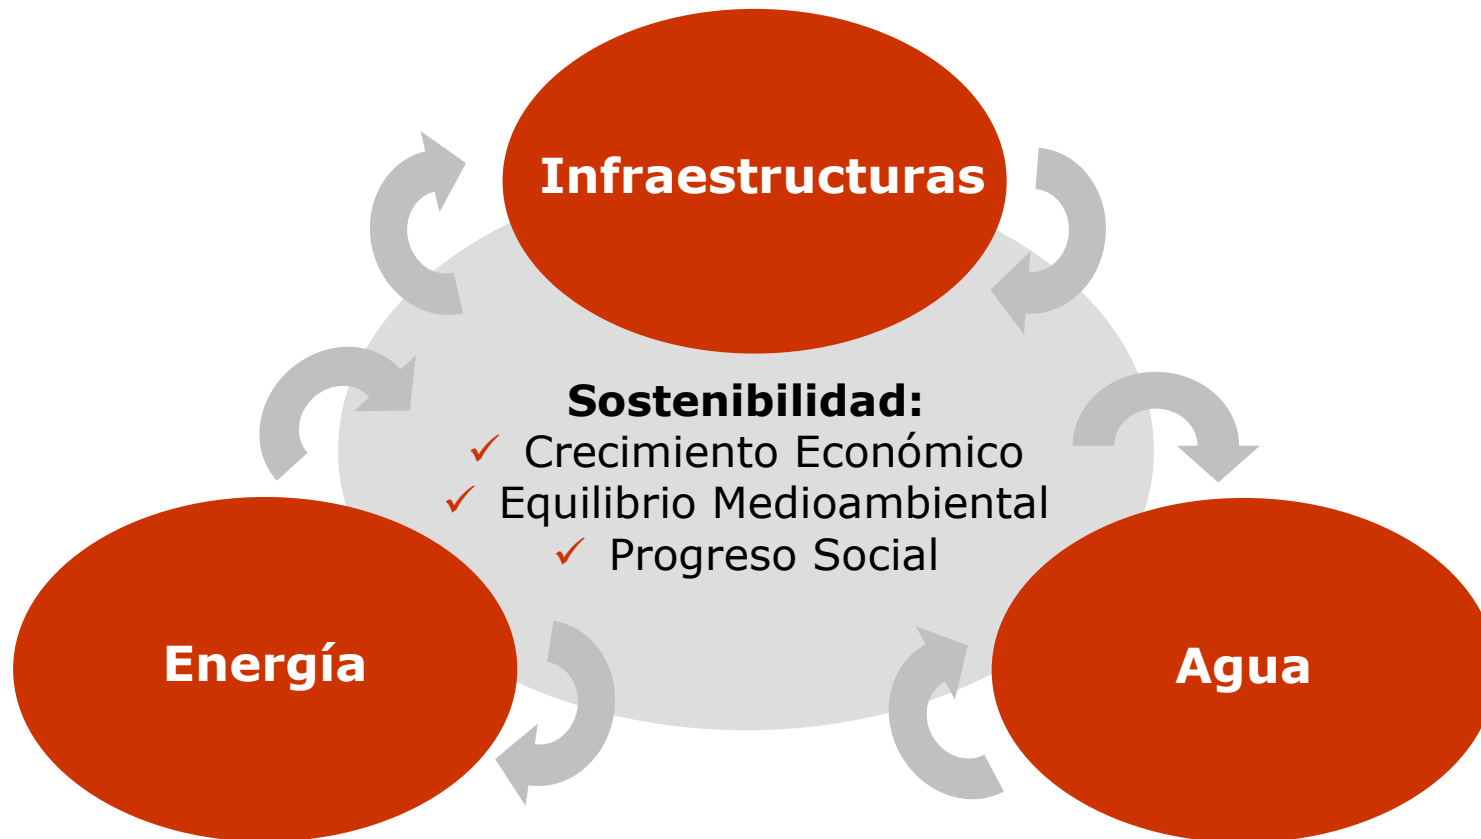 Infraestructuras
Sostenibilidad:
✓ Crecimiento Económico
✓ Equilibrio Medioambiental
✓ Progreso Social
Energía
Agua